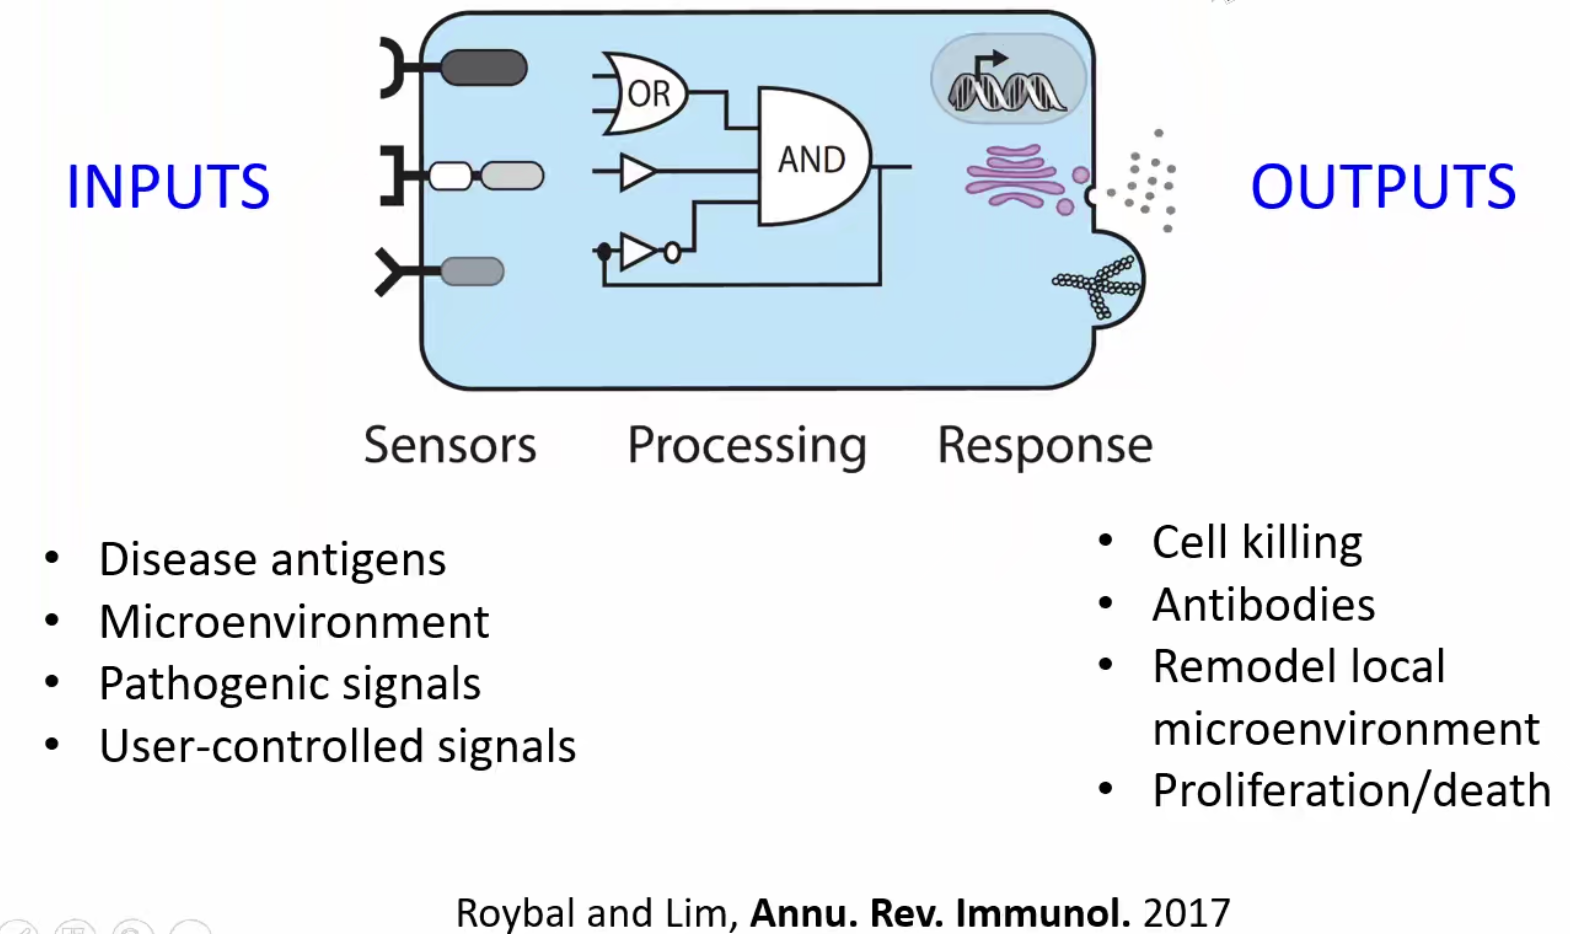 OR
AND
INPUTS
OUTPUTS
Sensors
Processing
Response
• Disease antigens
• Microenvironment
• Pathogenic signals
• User-controlled signals
• Cell killing
• Antibodies
• Remodel local
microenvironment
• Proliferation/death
Roybal and Lim, Annu. Rev. Immunol. 2017